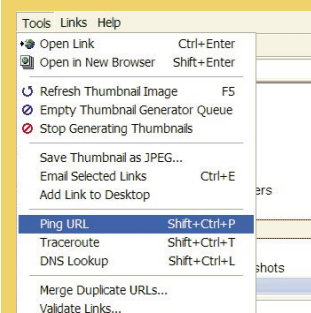 Tools Links Help
Open Link Ctrl+Enter
Open in New Browser Shift+Enter
Refresh Thumbnail Image F5
Empty Thumbnail Generator Queue
Stop Generating Thumbnails
Save Thumbnail as JPEG...
Email Selected Links Ctrl+E
Add Link to Desktop
ers
Ping URL Shift+Ctrl+P
Traceroute Shift+Ctrl+T
DNS Lookup Shift+Ctrl+L
shots
Merge Duplicate URLs...
Validate Links...